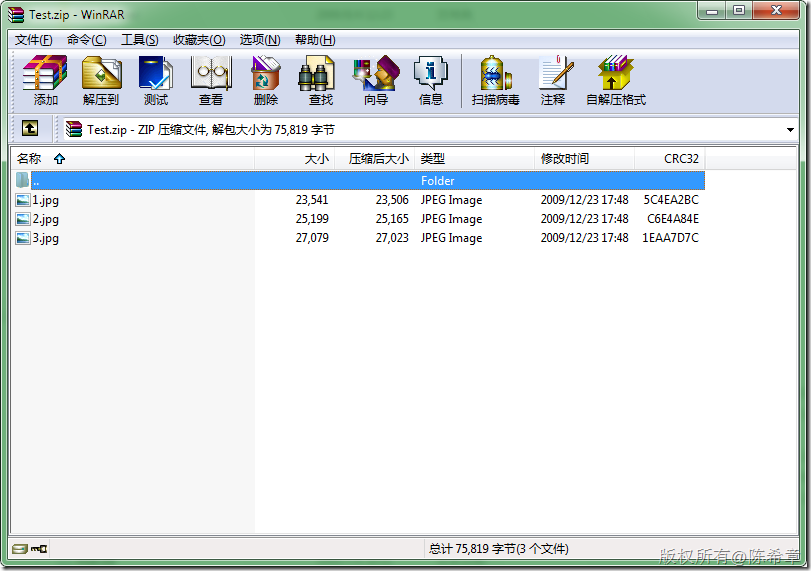 Test.zip - WinRAR
文件(F) 命令(C) 工具(S) 收藏夹(O) 选项(N) 帮助(H)
添加 解压到 测试 查看 删除 查找 向导 信息 扫描病毒 注释 自解压格式
Test.zip - ZIP 压缩文件, 解包大小为 75,819 字节
名称 大小 压缩后大小 类型 修改时间 CRC32
.. Folder
1.jpg 23,541 23,506 JPEG Image 2009/12/23 17:48 5C4EA2BC
2.jpg 25,199 25,165 JPEG Image 2009/12/23 17:48 C6E4A84E
3.jpg 27,079 27,023 JPEG Image 2009/12/23 17:48 1EAA7D7C
总计 75,819 字节(3 个文件)
版权所有@陈希章